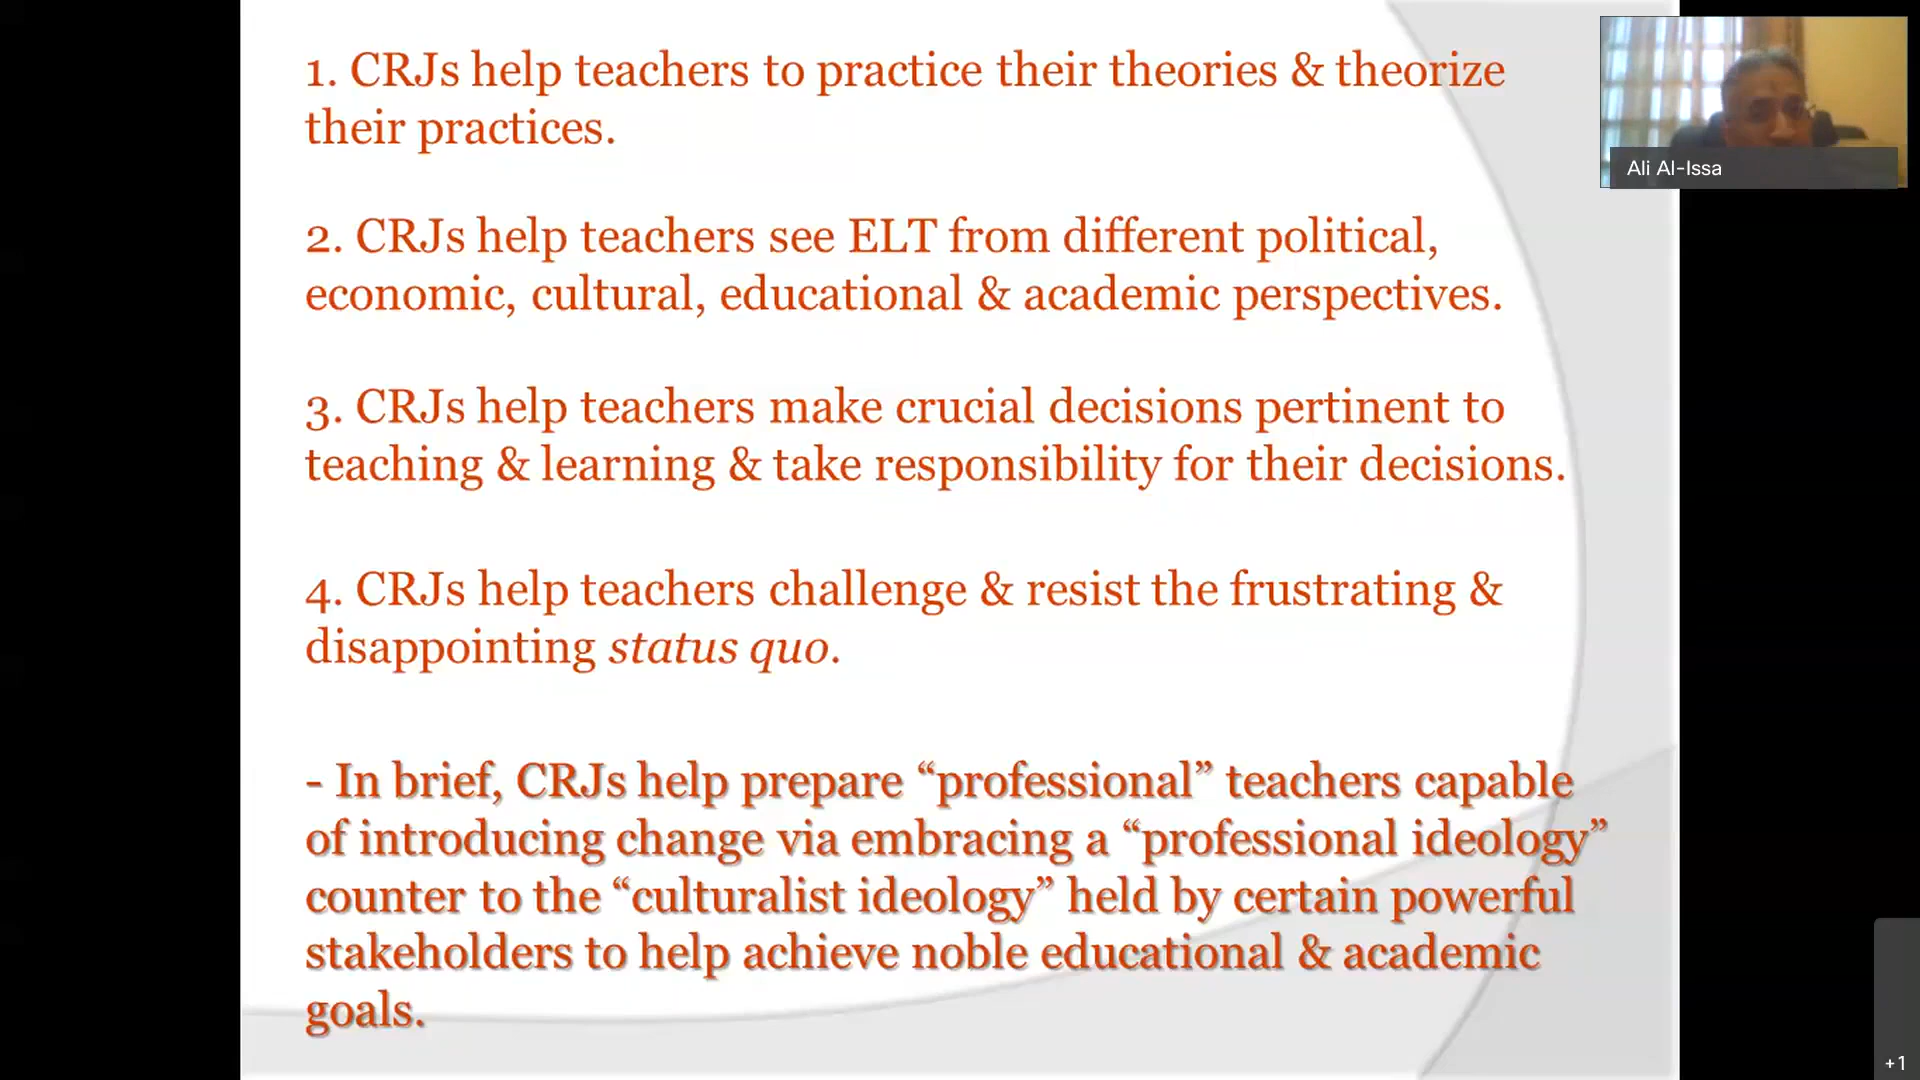 1. CRJs help teachers to practice their theories & theorize
their practices.
2. CRJs help teachers see ELT from different political,
economic, cultural, educational & academic perspectives.
3. CRJs help teachers make crucial decisions pertinent to
teaching & learning & take responsibility for their decisions.
4. CRJs help teachers challenge & resist the frustrating &
disappointing status quo.
- In brief, CRJs help prepare “professional” teachers capable
of introducing change via embracing a “professional ideology”
counter to the “culturalist ideology” held by certain powerful
stakeholders to help achieve noble educational & academic
goals.
Ali Al-Issa
+1